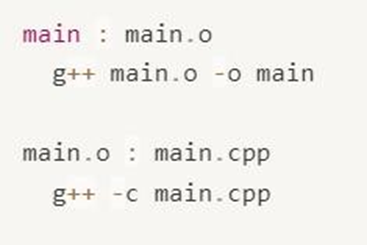 main : main.o
  g++ main.o -o main

main.o : main.cpp
  g++ -c main.cpp